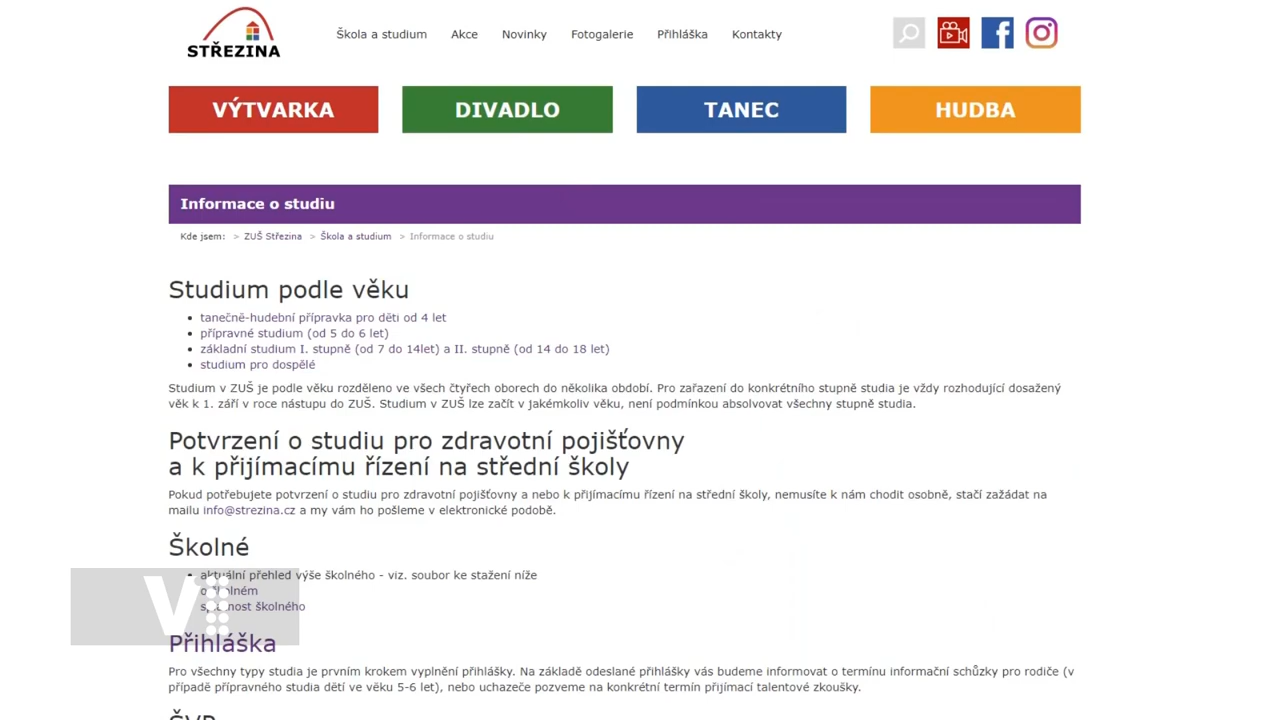 STŘEZINA
Škola a studium Akce Novinky Fotogalerie Přihláška Kontakty
VÝTVARKA DIVADLO TANEC HUDBA
Informace o studiu
Kde jsem: > ZUŠ Střezina > Škola a studium > Informace o studiu
Studium podle věku
tanečně-hudební přípravka pro děti od 4 let
přípravné studium (od 5 do 6 let)
základní studium I. stupně (od 7 do 14let) a II. stupně (od 14 do 18 let)
studium pro dospělé
Studium v ZUŠ je podle věku rozděleno ve všech čtyřech oborech do několika období. Pro zařazení do konkrétního stupně studia je vždy rozhodující dosažený
věk k 1. září v roce nástupu do ZUŠ. Studium v ZUŠ lze začít v jakémkoliv věku, není podmínkou absolvovat všechny stupně studia.
Potvrzení o studiu pro zdravotní pojišťovny
a k přijímacímu řízení na střední školy
Pokud potřebujete potvrzení o studiu pro zdravotní pojišťovny a nebo k přijímacímu řízení na střední školy, nemusíte k nám chodit osobně, stačí zažádat na
mailu info@strezina.cz a my vám ho pošleme v elektronické podobě.
Školné
aktuální přehled výše školného - viz. soubor ke stažení níže
o školném
splatnost školného
V1
Přihláška
Pro všechny typy studia je prvním krokem vyplnění přihlášky. Na základě odeslané přihlášky vás budeme informovat o termínu informační schůzky pro rodiče (v
případě přípravného studia dětí ve věku 5-6 let), nebo uchazeče pozveme na konkrétní termín přijímací talentové zkoušky.
ŠVP